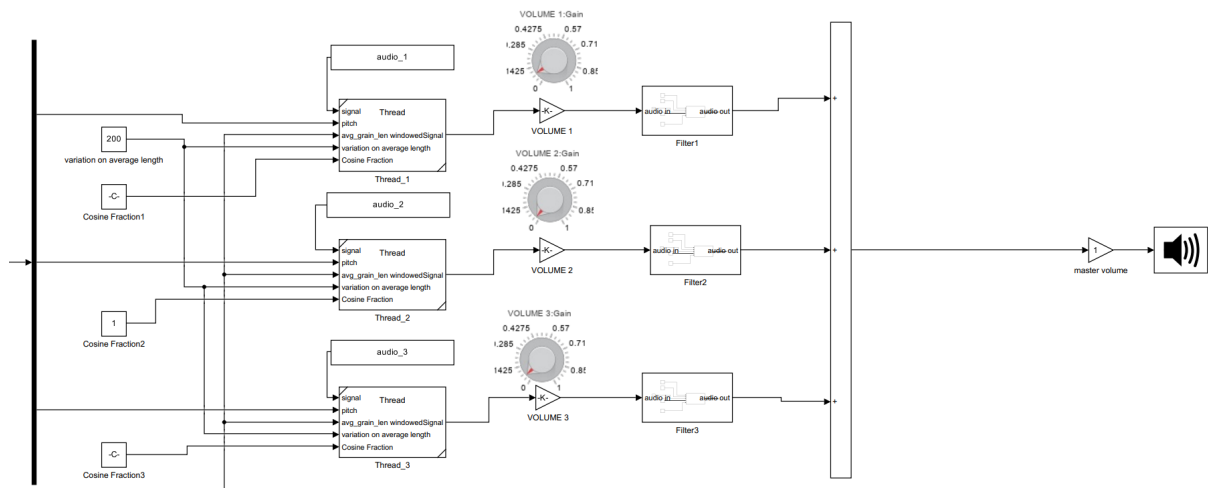 VOLUME 1:Gain
0.4275 0.57
).285 0.71
1425 0.85
0 1
audio_1
signal Thread
pitch
avg_grain_len windowedSignal
variation on average length
Cosine Fraction
Thread_1
200
variation on average length
-C-
Cosine Fraction1
-K-
VOLUME 1
audio in audio out
Filter1
+
VOLUME 2:Gain
0.4275 0.57
).285 0.71
1425 0.85
0 1
audio_2
signal Thread
pitch
avg_grain_len windowedSignal
variation on average length
Cosine Fraction
Thread_2
1
Cosine Fraction2
-K-
VOLUME 2
audio in audio out
Filter2
+
1
master volume
VOLUME 3:Gain
0.4275 0.57
).285 0.71
1425 0.85
0 1
audio_3
signal Thread
pitch
avg_grain_len windowedSignal
variation on average length
Cosine Fraction
Thread_3
-C-
Cosine Fraction3
-K-
VOLUME 3
audio in audio out
Filter3
+